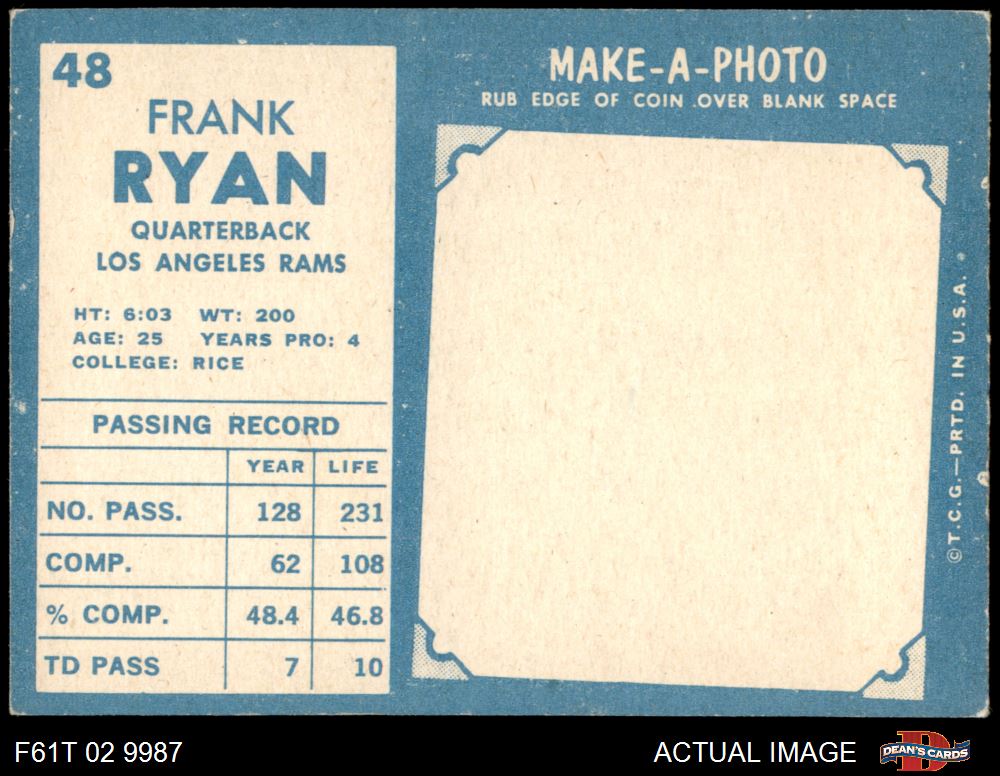 48
FRANK
RYAN
QUARTERBACK
LOS ANGELES RAMS
HT: 6:03 WT: 200
AGE: 25 YEARS PRO: 4
COLLEGE: RICE
PASSING RECORD
YEAR LIFE
NO. PASS. 128 231
COMP. 62 108
% COMP. 48.4 46.8
TD PASS 7 10
MAKE-A-PHOTO
RUB EDGE OF COIN OVER BLANK SPACE
©T.C.G.—PRTD. IN U.S.A.
F61T 02 9987
ACTUAL IMAGE
D
DEAN'S CARDS